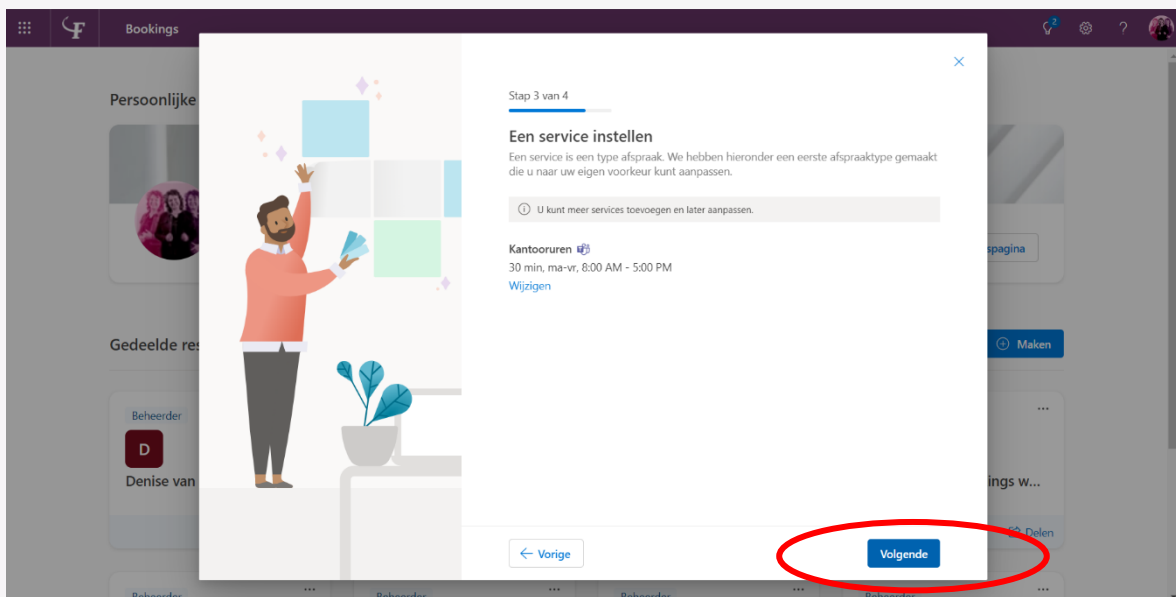 Bookings
2
?
Persoonlijke
Stap 3 van 4
Een service instellen
Een service is een type afspraak. We hebben hieronder een eerste afspraaktype gemaakt
die u naar uw eigen voorkeur kunt aanpassen.
U kunt meer services toevoegen en later aanpassen.
Kantooruren
30 min, ma-vr, 8:00 AM - 5:00 PM
Wijzigen
spagina
Gedeelde res
Maken
Beheerder
...
D
Denise van
ings w...
Delen
← Vorige
Volgende
Beheerder
...
Beheerder
...
Beheerder
...
Beheerder
...